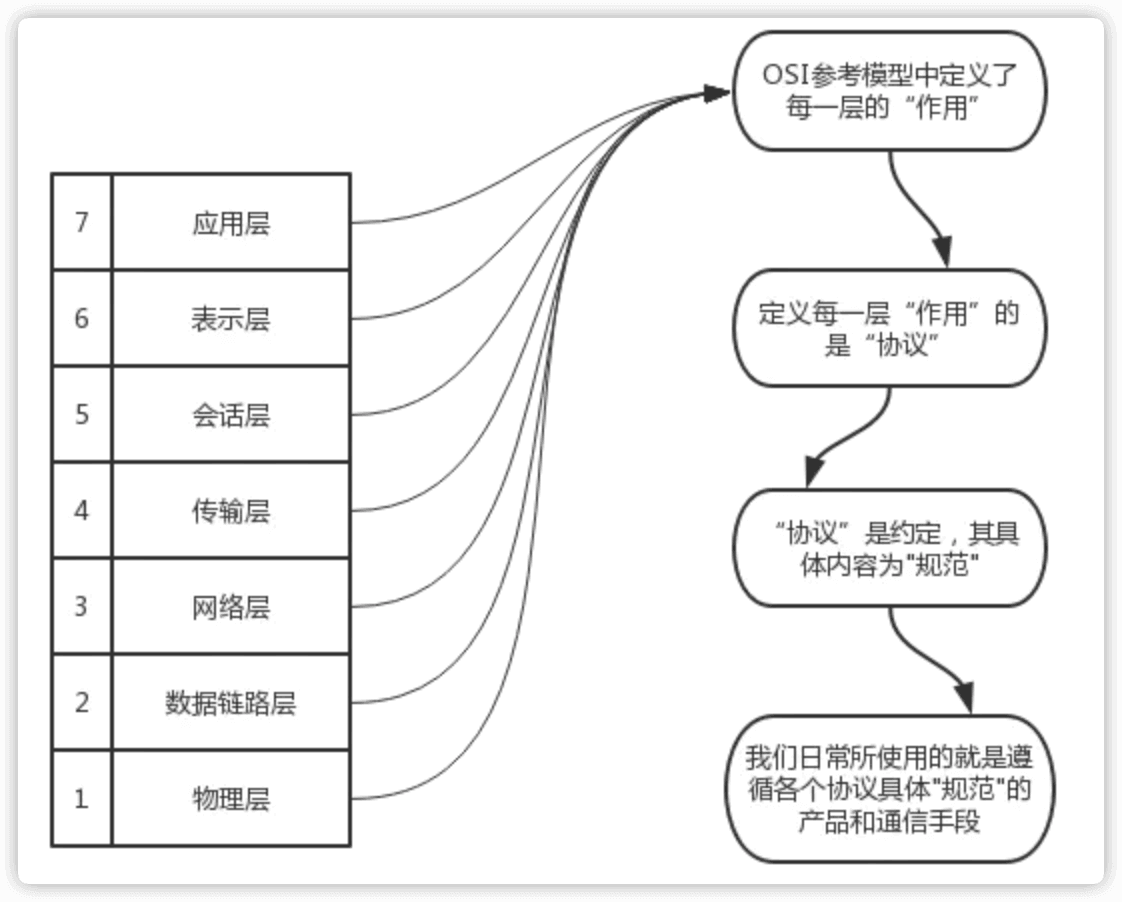 7 应用层
6 表示层
5 会话层
4 传输层
3 网络层
2 数据链路层
1 物理层
OSI参考模型中定义了
每一层的“作用”
定义每一层“作用”的
是“协议”
“协议”是约定，其具
体内容为"规范"
我们日常所使用的就是遵
循各个协议具体"规范"的
产品和通信手段